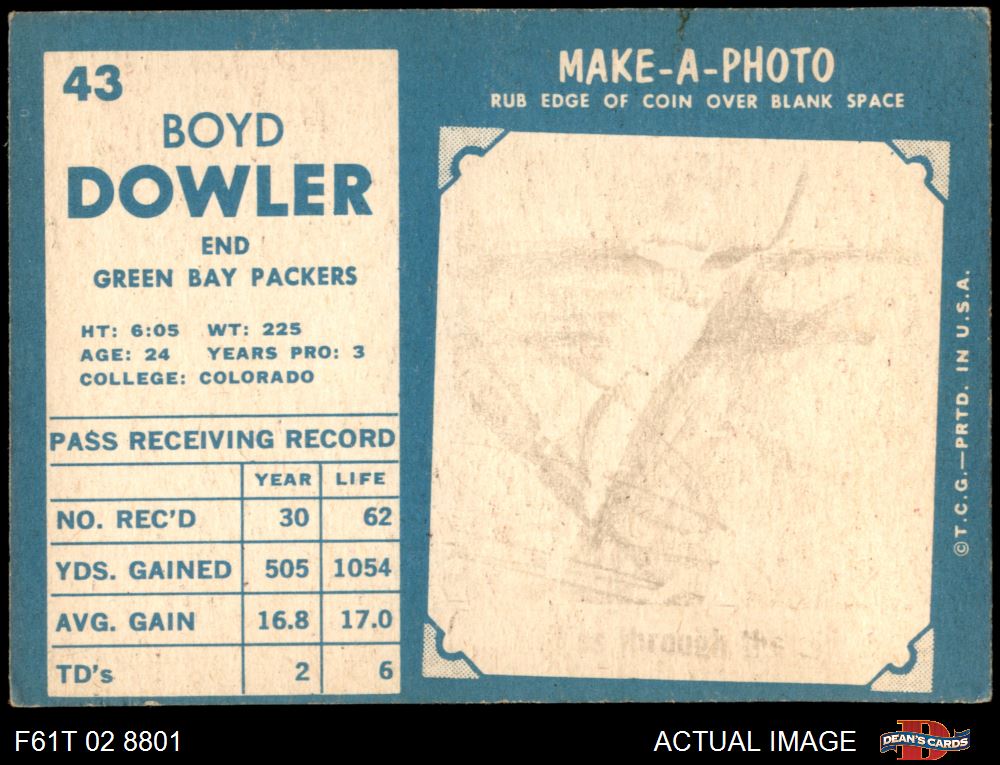 43
BOYD
DOWLER
END
GREEN BAY PACKERS
HT: 6:05 WT: 225
AGE: 24 YEARS PRO: 3
COLLEGE: COLORADO
PASS RECEIVING RECORD
YEAR LIFE
NO. REC'D 30 62
YDS. GAINED 505 1054
AVG. GAIN 16.8 17.0
TD's 2 6
MAKE-A-PHOTO
RUB EDGE OF COIN OVER BLANK SPACE
through the
©T.C.G.—PRTD. IN U.S.A.
F61T 02 8801
ACTUAL IMAGE
DEAN'S CARDS